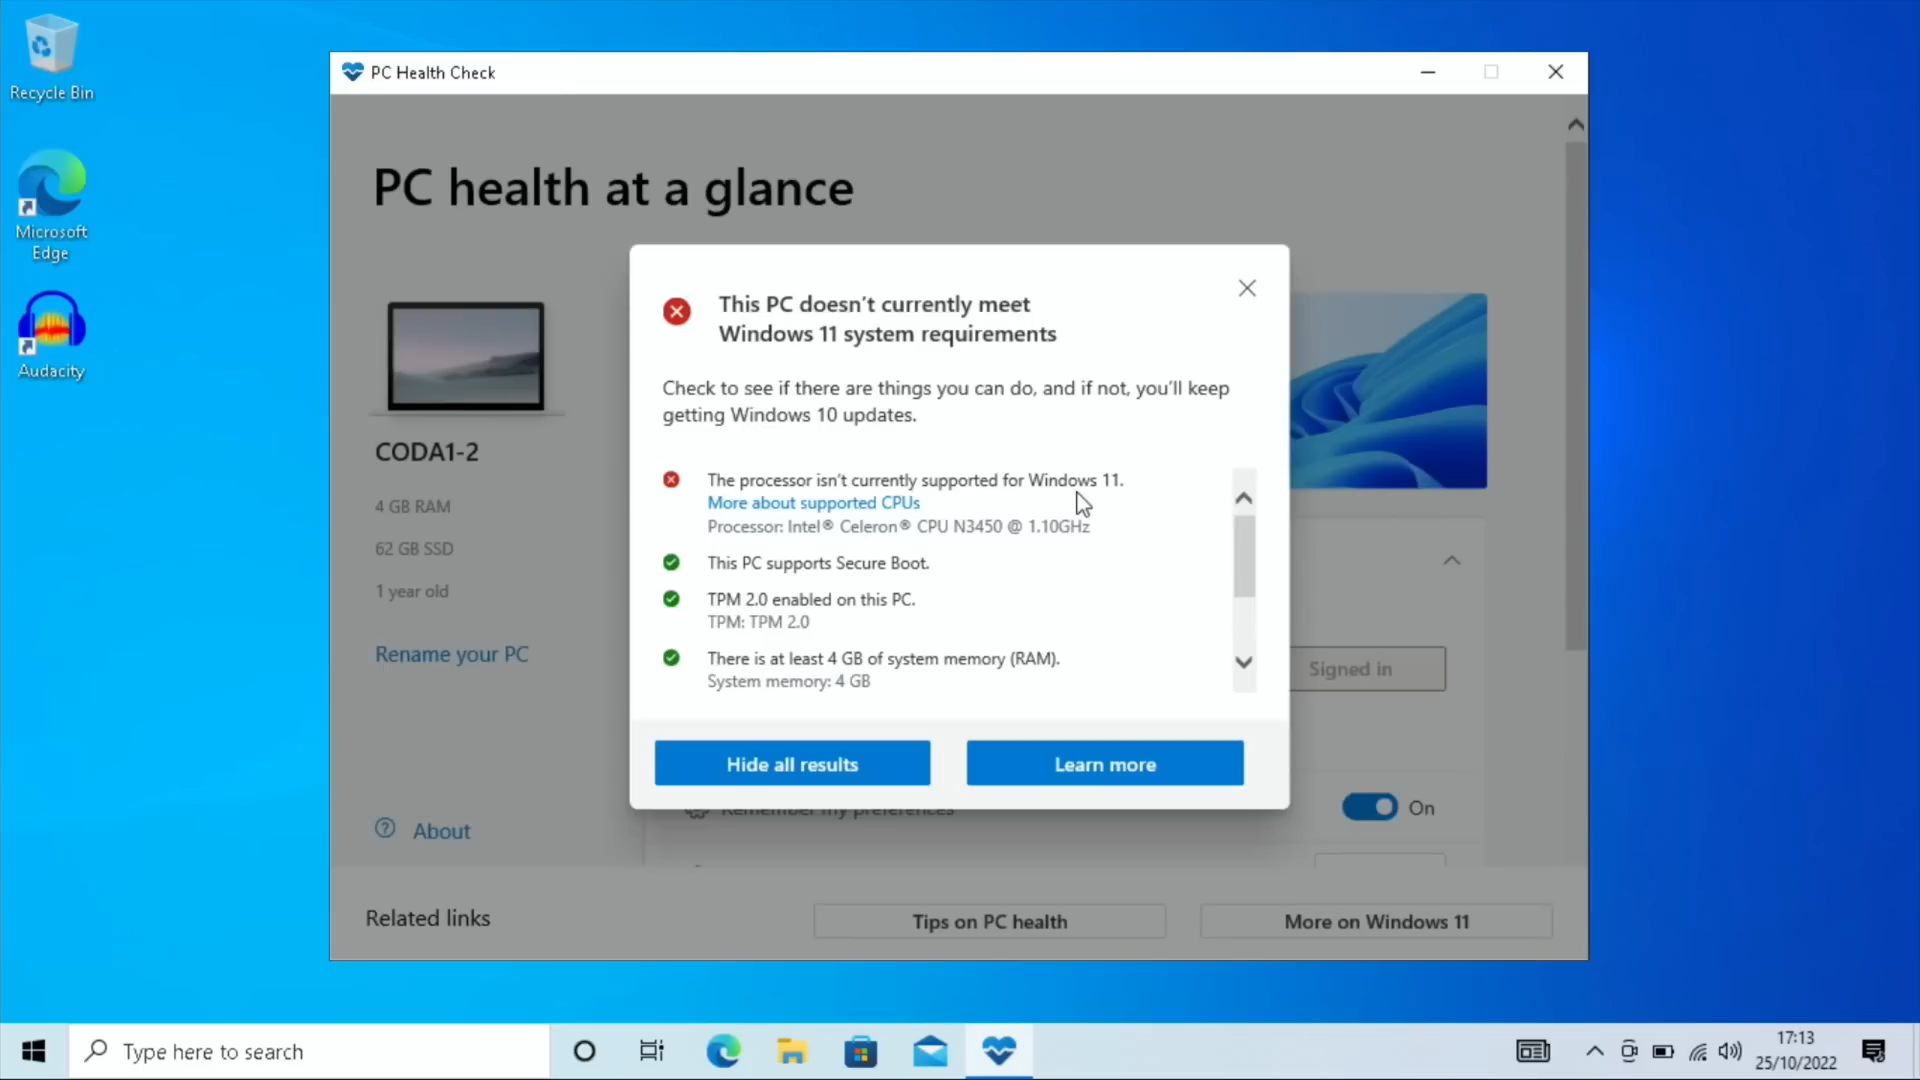 Recycle Bin
Microsoft
Edge
Audacity
PC Health Check
PC health at a glance
CODA1-2
4 GB RAM
62 GB SSD
1 year old
Rename your PC
About
This PC doesn't currently meet
Windows 11 system requirements
Check to see if there are things you can do, and if not, you'll keep
getting Windows 10 updates.
The processor isn't currently supported for Windows 11.
More about supported CPUs
Processor: Intel® Celeron® CPU N3450 @ 1.10GHz
This PC supports Secure Boot.
TPM 2.0 enabled on this PC.
TPM: TPM 2.0
There is at least 4 GB of system memory (RAM).
System memory: 4 GB
Hide all results
Learn more
Signed in
Remember my preferences
On
Related links
Tips on PC health
More on Windows 11
Type here to search
17:13
25/10/2022